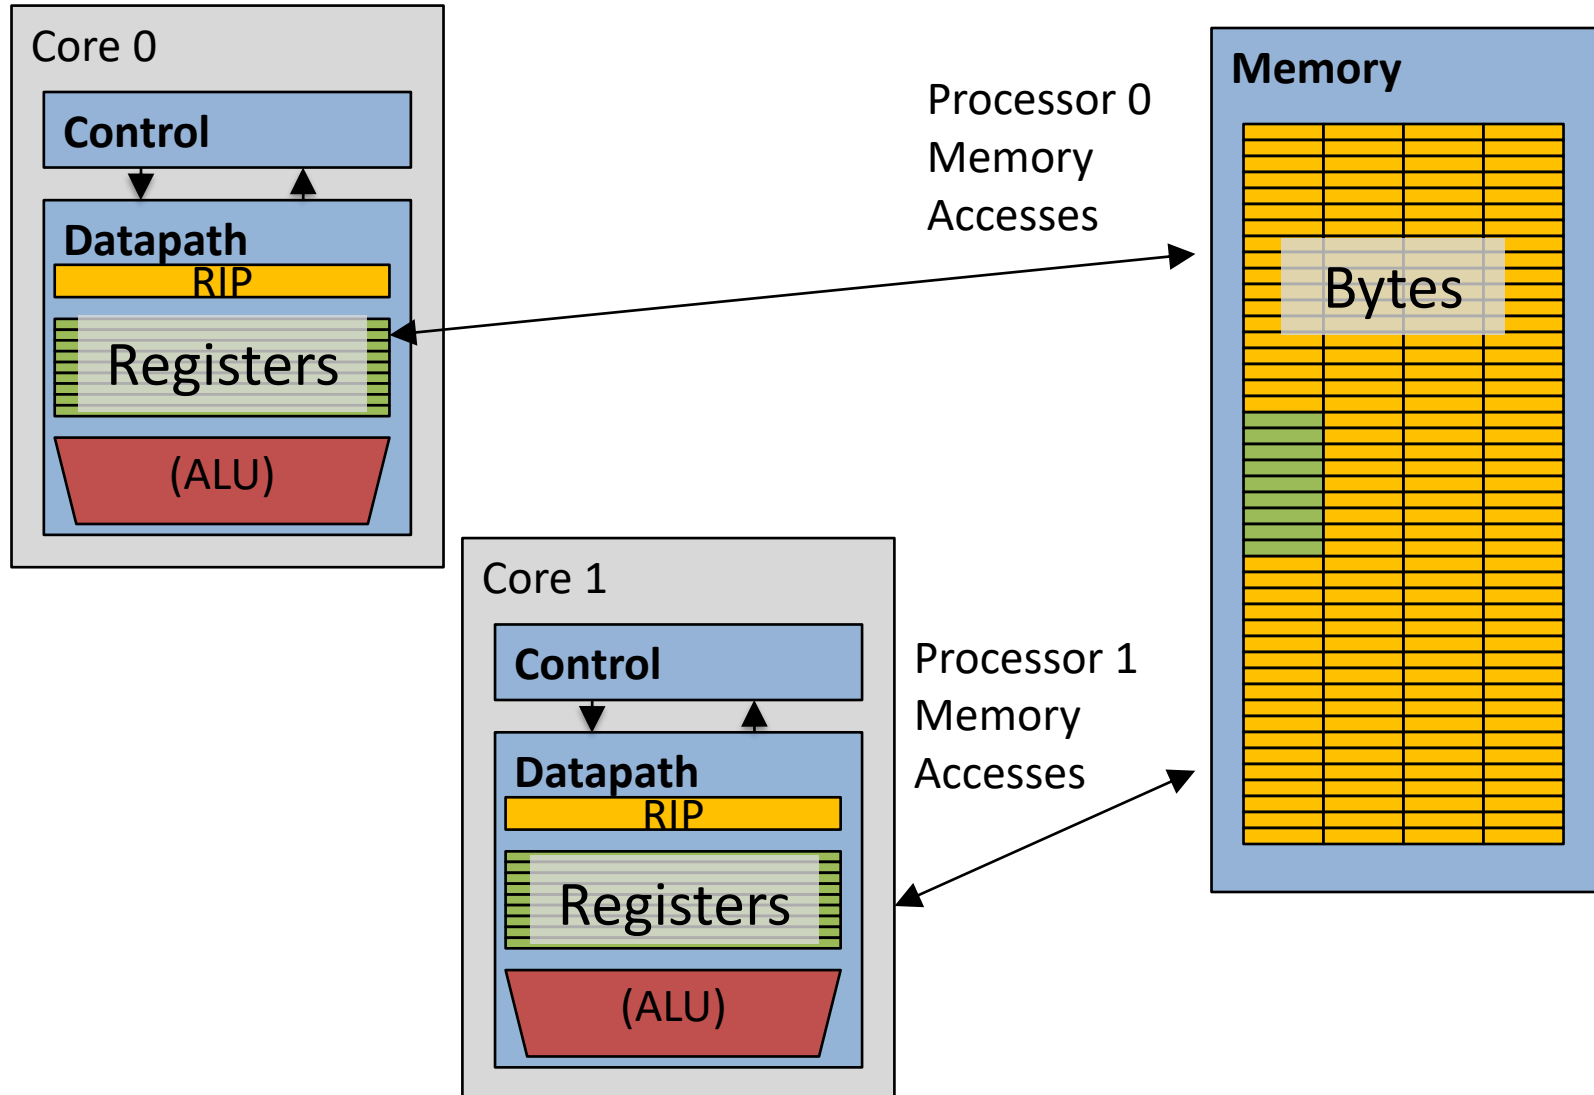 Core 0
Control
Datapath
RIP
Registers
(ALU)
Processor 0
Memory
Accesses
Memory
Bytes
Core 1
Control
Datapath
RIP
Registers
(ALU)
Processor 1
Memory
Accesses